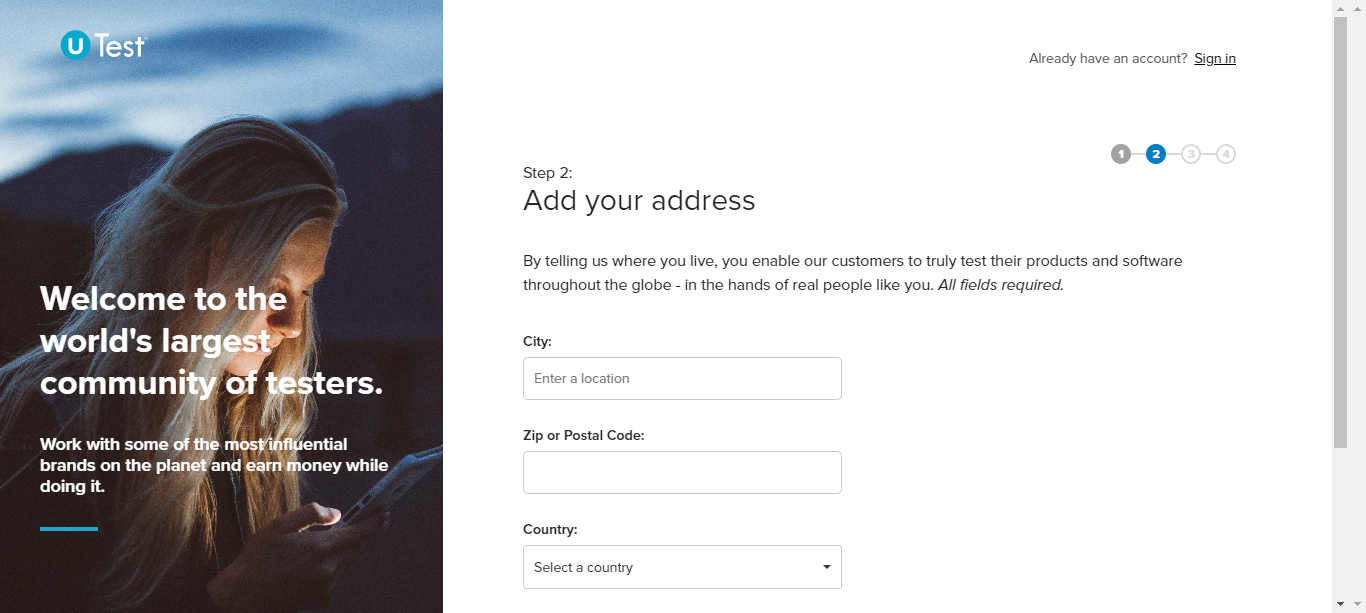 U Test
Already have an account? Sign in
1 2 3 4
Step 2:
Add your address
By telling us where you live, you enable our customers to truly test their products and software
throughout the globe - in the hands of real people like you. All fields required.
City:
Enter a location
Zip or Postal Code:
Country:
Select a country
Welcome to the
world's largest
community of testers.
Work with some of the most influential
brands on the planet and earn money while
doing it.